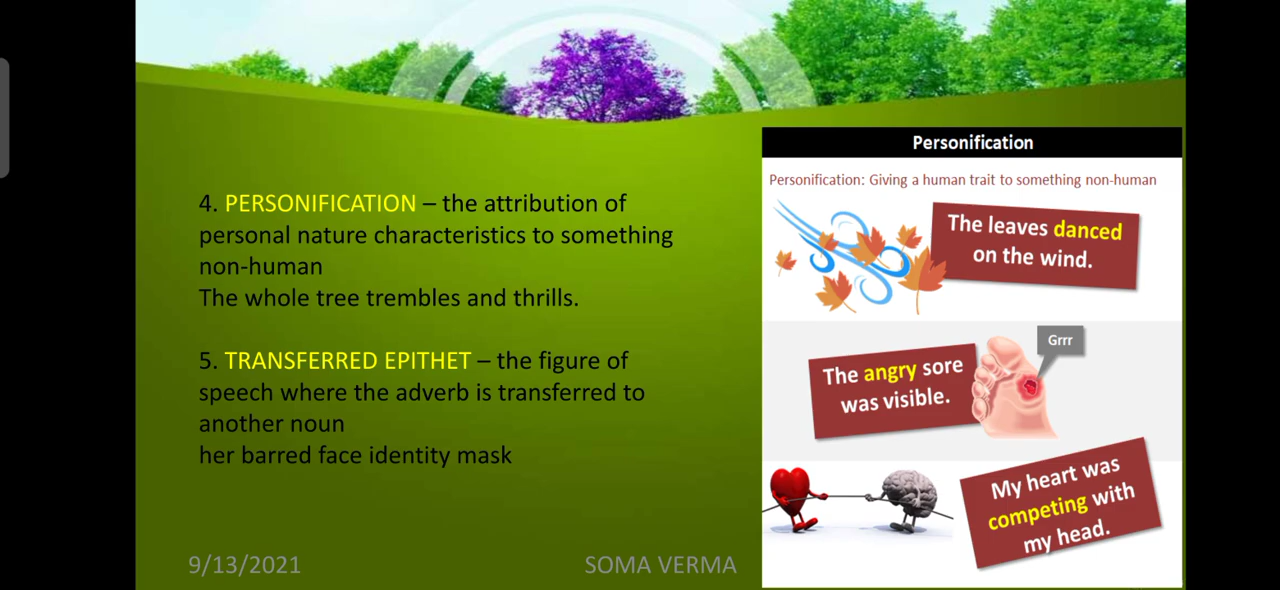 4. PERSONIFICATION – the attribution of
personal nature characteristics to something
non-human
The whole tree trembles and thrills.
5. TRANSFERRED EPITHET – the figure of
speech where the adverb is transferred to
another noun
her barred face identity mask
9/13/2021
SOMA VERMA
Personification
Personification: Giving a human trait to something non-human
The leaves danced
on the wind.
Grrr
The angry sore
was visible.
My heart was
competing with
my head.